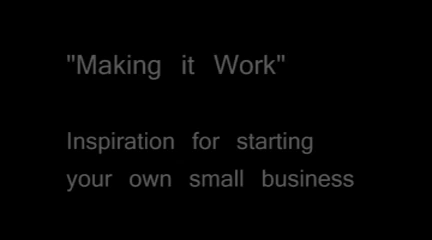 "Making it Work"
Inspiration for starting
your own small business